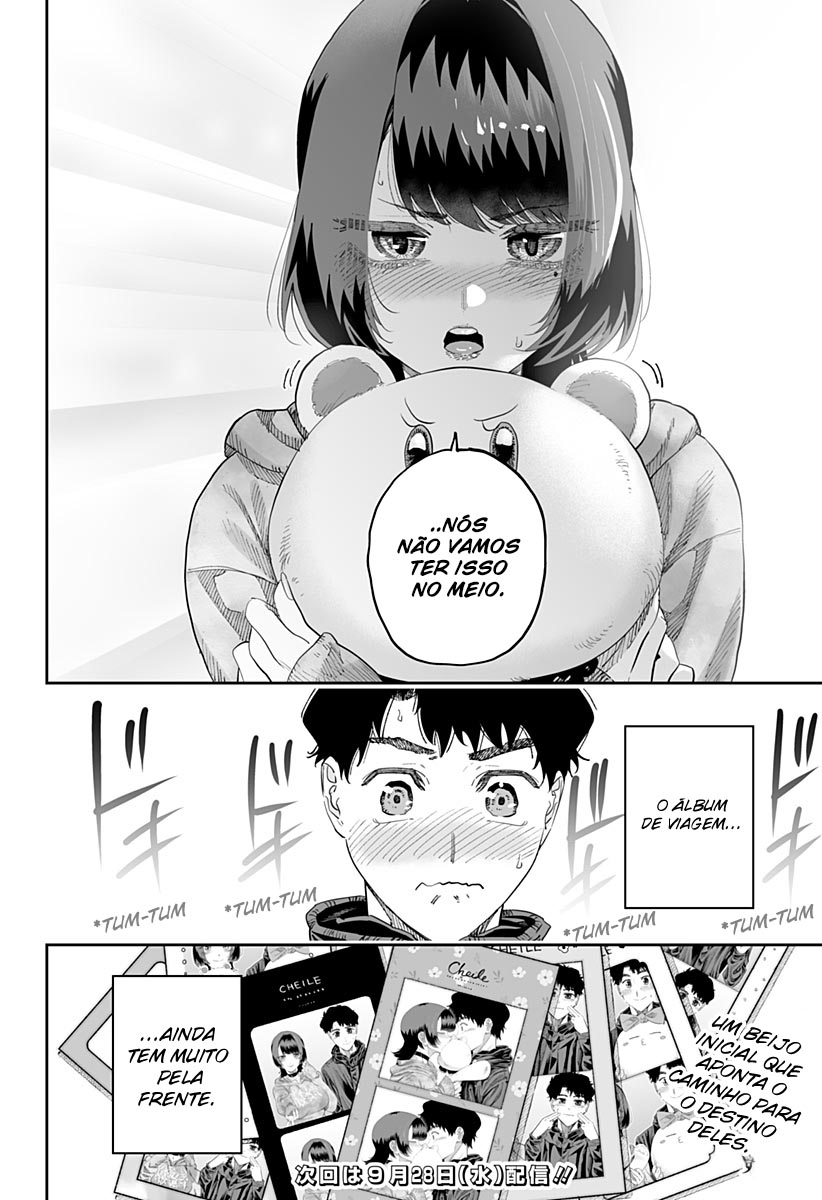 ..NÓS
NÃO VAMOS
TER ISSO
NO MEIO.
O ÁLBUM
DE VIAGEM...
ドキ
ドキ
ドキ
ドキ
*TUM-TUM
*TUM-TUM
*TUM-TUM
*TUM-TUM
CHEILE
Cheile
CHEILE
...AINDA
TEM MUITO
PELA
FRENTE.
UM BEIJO
INICIAL QUE
APONTA O
CAMINHO PARA
O DESTINO
DELES.
次回は9月28日(水)配信!!